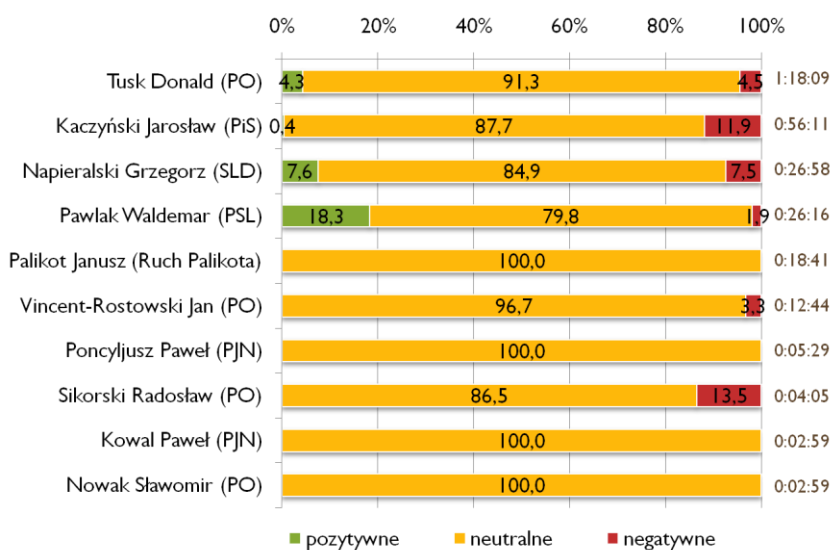 0% 20% 40% 60% 80% 100%
Tusk Donald (PO) 4,3 91,3 4,5 1:18:09
Kaczyński Jarosław (PiS) 0,4 87,7 11,9 0:56:11
Napieralski Grzegorz (SLD) 7,6 84,9 7,5 0:26:58
Pawlak Waldemar (PSL) 18,3 79,8 1,9 0:26:16
Palikot Janusz (Ruch Palikota) 100,0 0:18:41
Vincent-Rostowski Jan (PO) 96,7 3,3 0:12:44
Poncyljusz Paweł (PJN) 100,0 0:05:29
Sikorski Radosław (PO) 86,5 13,5 0:04:05
Kowal Paweł (PJN) 100,0 0:02:59
Nowak Sławomir (PO) 100,0 0:02:59
pozytywne neutralne negatywne